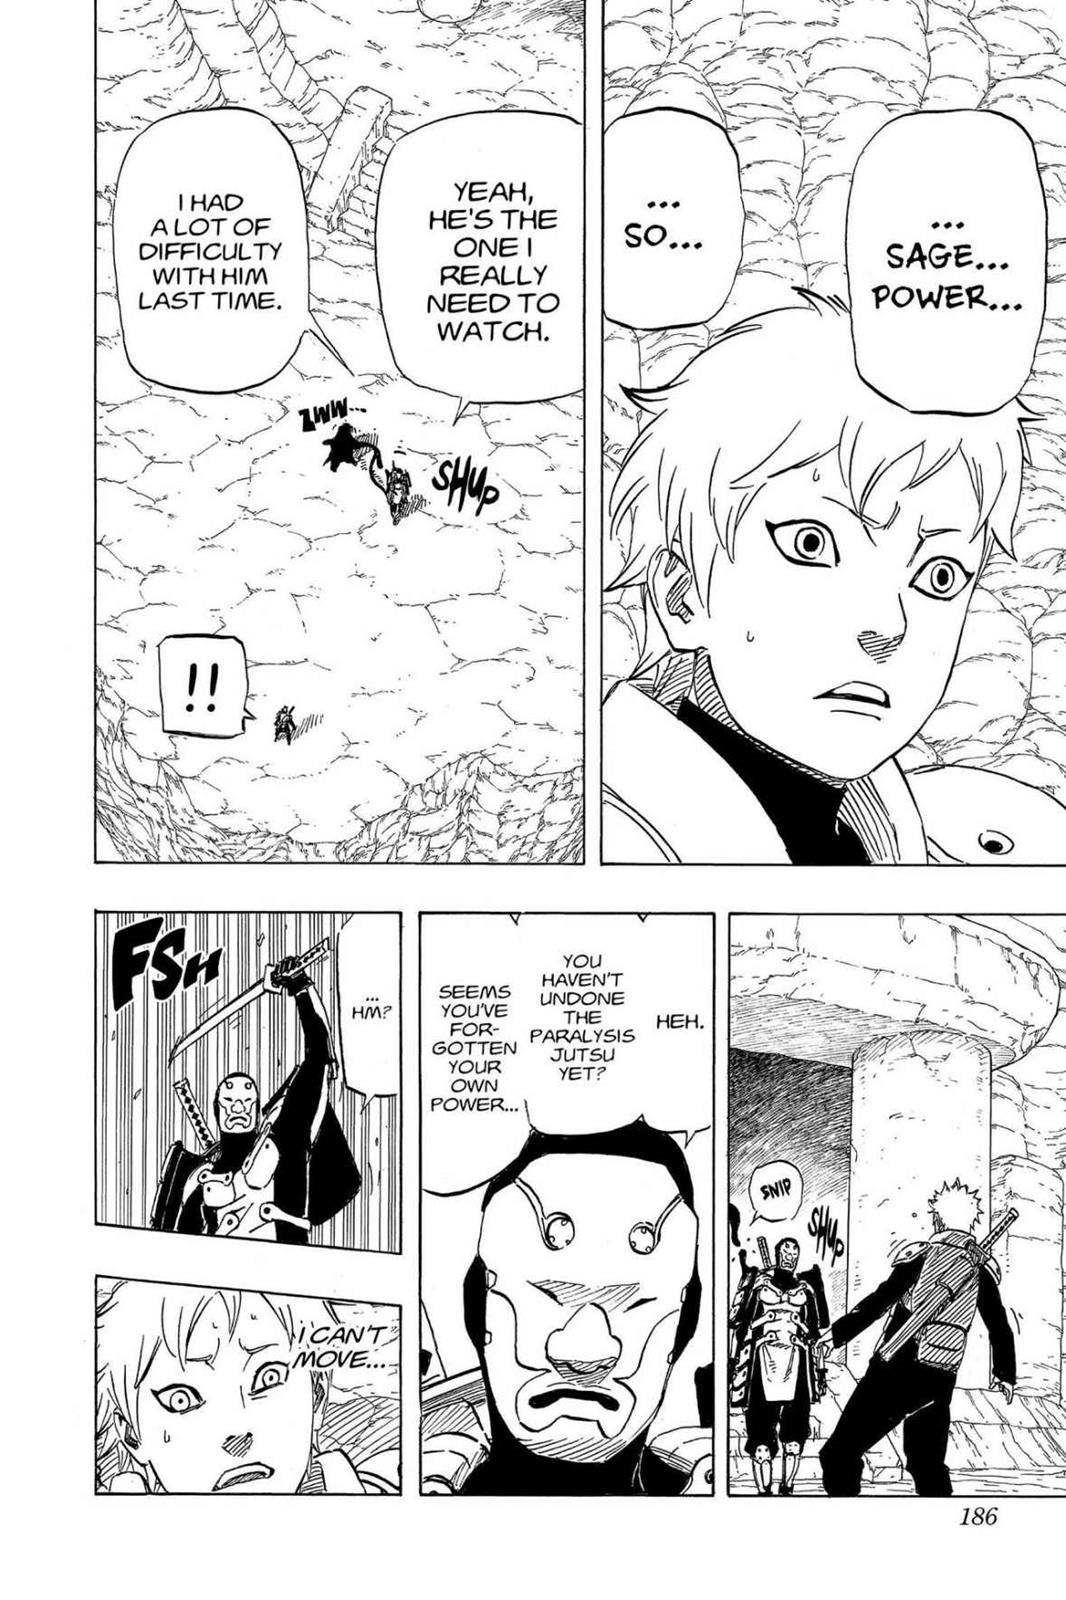 ...
SAGE...
POWER...
...
SO...
YEAH,
HE'S THE
ONE I
REALLY
NEED TO
WATCH.
I HAD
A LOT OF
DIFFICULTY
WITH HIM
LAST TIME.
ZWW...
SHUP
!!
SNIP
SHUP
HEH.
YOU
HAVEN'T
UNDONE
THE
PARALYSIS
JUTSU
YET?
SEEMS
YOU'VE
FOR-
GOTTEN
YOUR
OWN
POWER...
...
HM?
FSH
I CAN'T
MOVE...
186